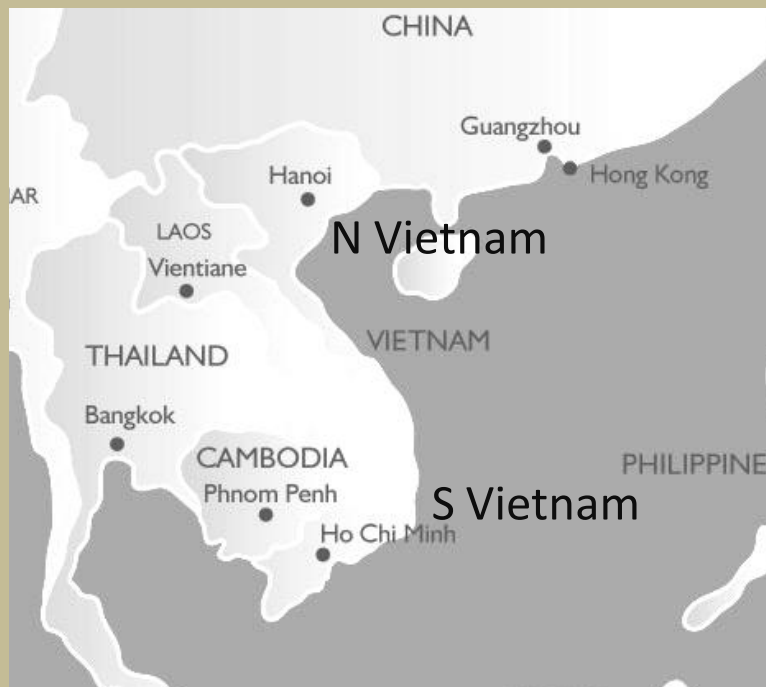 CHINA
Guangzhou
Hong Kong
Hanoi
AR
N Vietnam
LAOS
Vientiane
VIETNAM
THAILAND
Bangkok
CAMBODIA
PHILIPPINE
Phnom Penh
S Vietnam
Ho Chi Minh